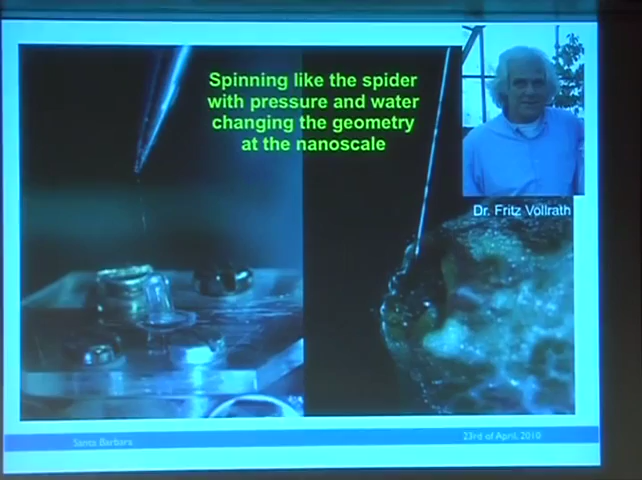 Spinning like the spider
with pressure and water
changing the geometry
at the nanoscale
Dr. Fritz Vollrath
Santa Barbara
23rd of April, 2010